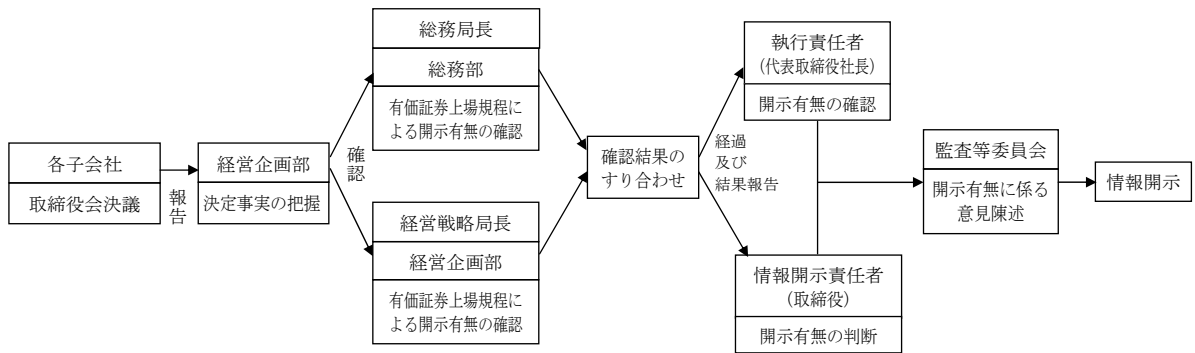 各子会社
取締役会決議
報告
経営企画部
決定事実の把握
確認
総務局長
総務部
有価証券上場規程に
よる開示有無の確認
経営戦略局長
経営企画部
有価証券上場規程に
よる開示有無の確認
確認結果の
すり合わせ
経過
及び
結果報告
執行責任者
（代表取締役社長）
開示有無の確認
情報開示責任者
（取締役）
開示有無の判断
監査等委員会
開示有無に係る
意見陳述
情報開示